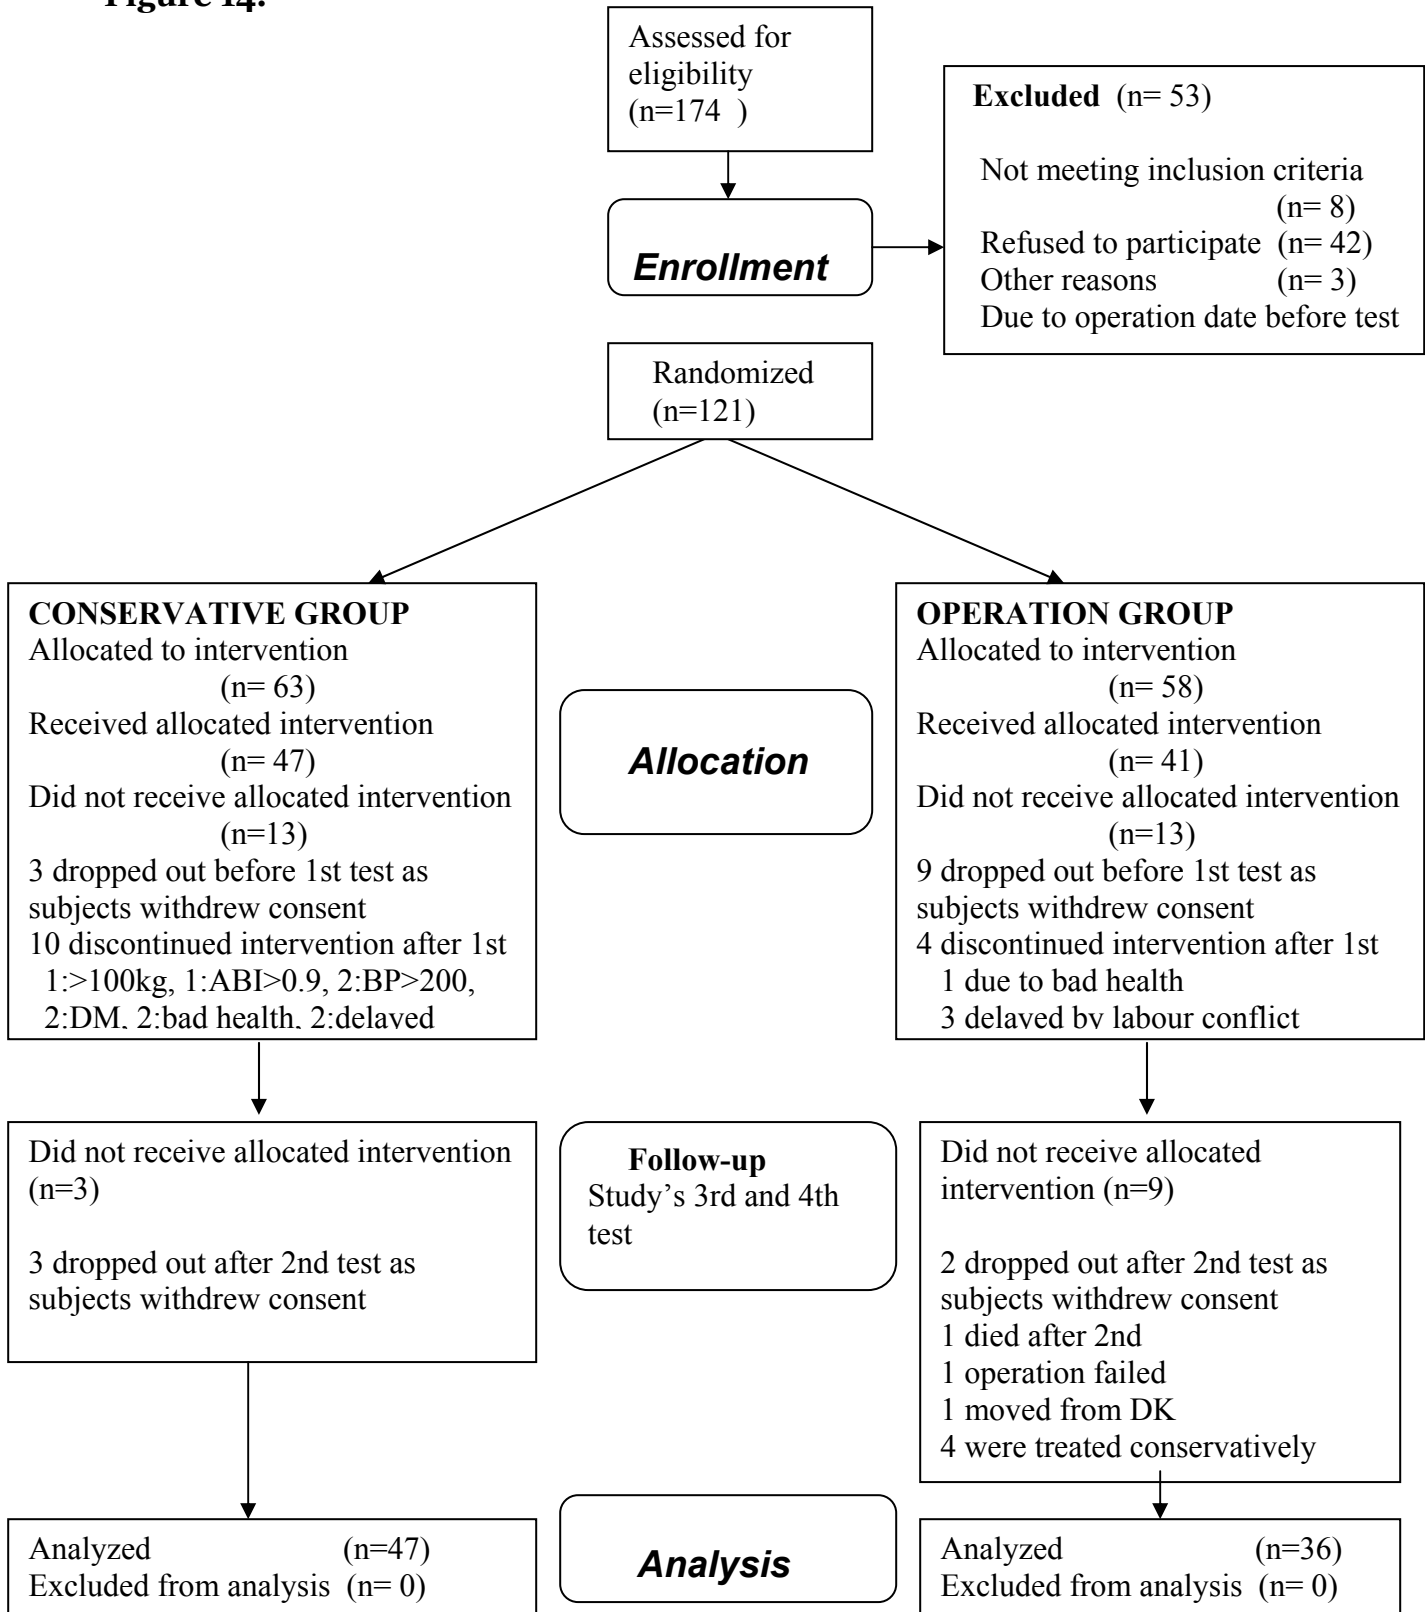 Figure 14.
Assessed for
eligibility
(n=174 )
Excluded (n= 53)
Not meeting inclusion criteria
(n= 8)
Refused to participate (n= 42)
Other reasons (n= 3)
Due to operation date before test
Enrollment
Randomized
(n=121)
CONSERVATIVE GROUP
Allocated to intervention
(n= 63)
Received allocated intervention
(n= 47)
Did not receive allocated intervention
(n=13)
3 dropped out before 1st test as
subjects withdrew consent
10 discontinued intervention after 1st
1:>100kg, 1:ABI>0.9, 2:BP>200,
2:DM, 2:bad health, 2:delayed
Allocation
OPERATION GROUP
Allocated to intervention
(n= 58)
Received allocated intervention
(n= 41)
Did not receive allocated intervention
(n=13)
9 dropped out before 1st test as
subjects withdrew consent
4 discontinued intervention after 1st
1 due to bad health
3 delayed by labour conflict
Did not receive allocated intervention
(n=3)
3 dropped out after 2nd test as
subjects withdrew consent
Follow-up
Study’s 3rd and 4th
test
Did not receive allocated
intervention (n=9)
2 dropped out after 2nd test as
subjects withdrew consent
1 died after 2nd
1 operation failed
1 moved from DK
4 were treated conservatively
Analyzed (n=47)
Excluded from analysis (n= 0)
Analysis
Analyzed (n=36)
Excluded from analysis (n= 0)